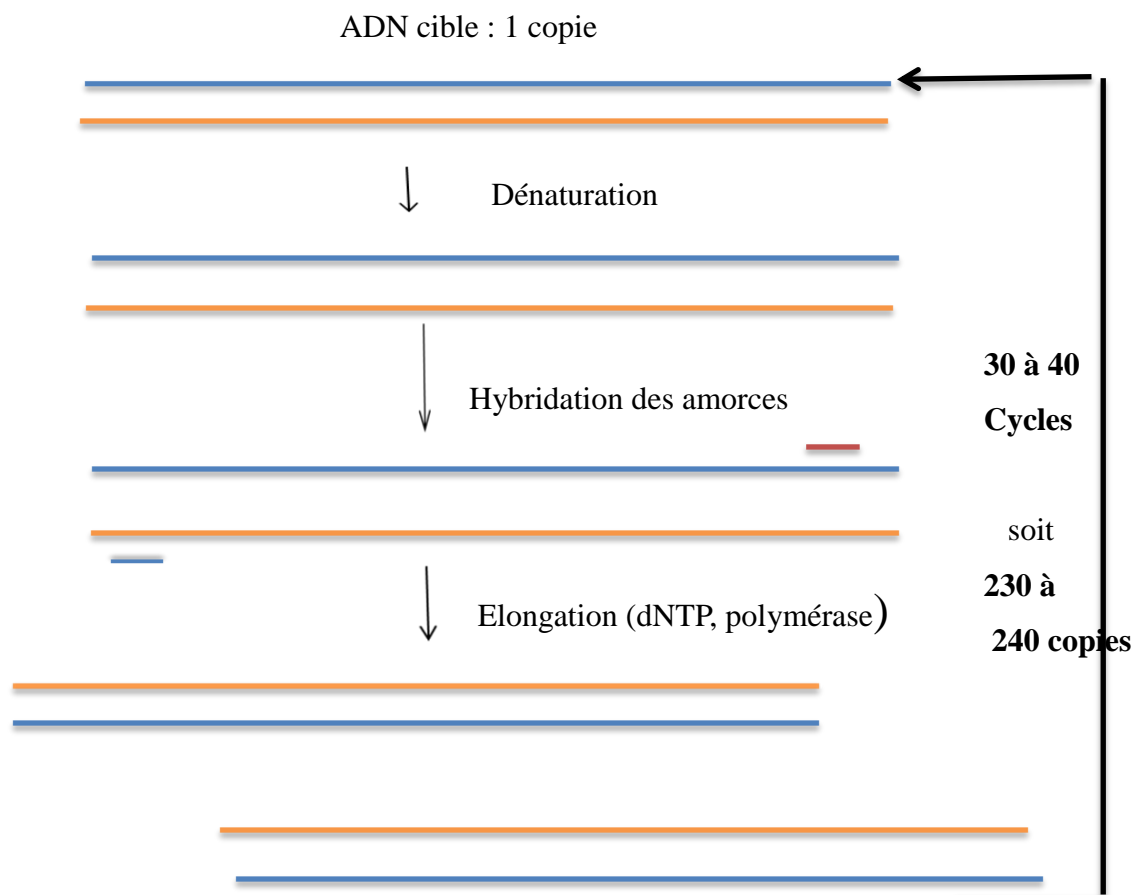 ADN cible : 1 copie
Dénaturation
Hybridation des amorces
30 à 40
Cycles
soit
230 à
240 copies
Elongation (dNTP, polymérase)